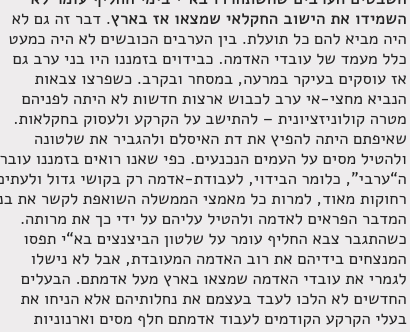 השמידו את הישוב החקלאי שמצאו אז בארץ. דבר זה גם לא
היה מביא להם כל תועלת. בין הערבים הכובשים לא היה כמעט
כלל מעמד של עובדי האדמה. כבידוים בזמננו היו בני ערב גם
אז עוסקים בעיקר במרעה, במסחר ובקרב. כשפרצו צבאות
הנביא מחצי-אי ערב לכבוש ארצות חדשות לא היתה לפניהם
מטרה קולוניזציונית – להתישב על הקרקע ולעסוק בחקלאות.
שאיפתם היתה להפיץ את דת האיסלם ולהגביר את שלטונה
ולהטיל מסים על העמים הנכנעים. כפי שאנו רואים בזמננו עובר
ה“ערבי”, כלומר הבידוי, לעבודת-אדמה רק בקושי גדול ולעתים
רחוקות מאוד, למרות כל מאמצי הממשלה השואפת לקשר את בני
המדבר הפראים לאדמה ולהטיל עליהם על ידי כך את מרותה.
כשהתגבר צבא החליף עומר על שלטון הביצנצים בא“י תפסו
המנצחים בידיהם את רוב האדמה המעובדת, אבל לא נישלו
לגמרי את עובדי האדמה שמצאו בארץ מעל אדמתם. הבעלים
החדשים לא הלכו לעבד בעצמם את נחלותיהם אלא הניחו את
בעלי הקרקע הקודמים לעבוד אדמתם חלף מסים וארנוניות